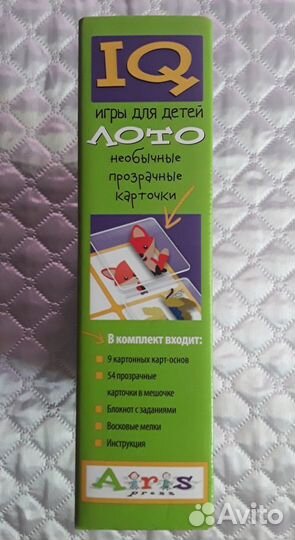 IQ
игры для детей
ЛОТО
необычные
прозрачные
карточки
В комплект входит:
9 картонных карт-основ
54 прозрачные
карточки в мешочке
Блокнот с заданиями
Восковые мелки
Инструкция
Aris
press
Avito